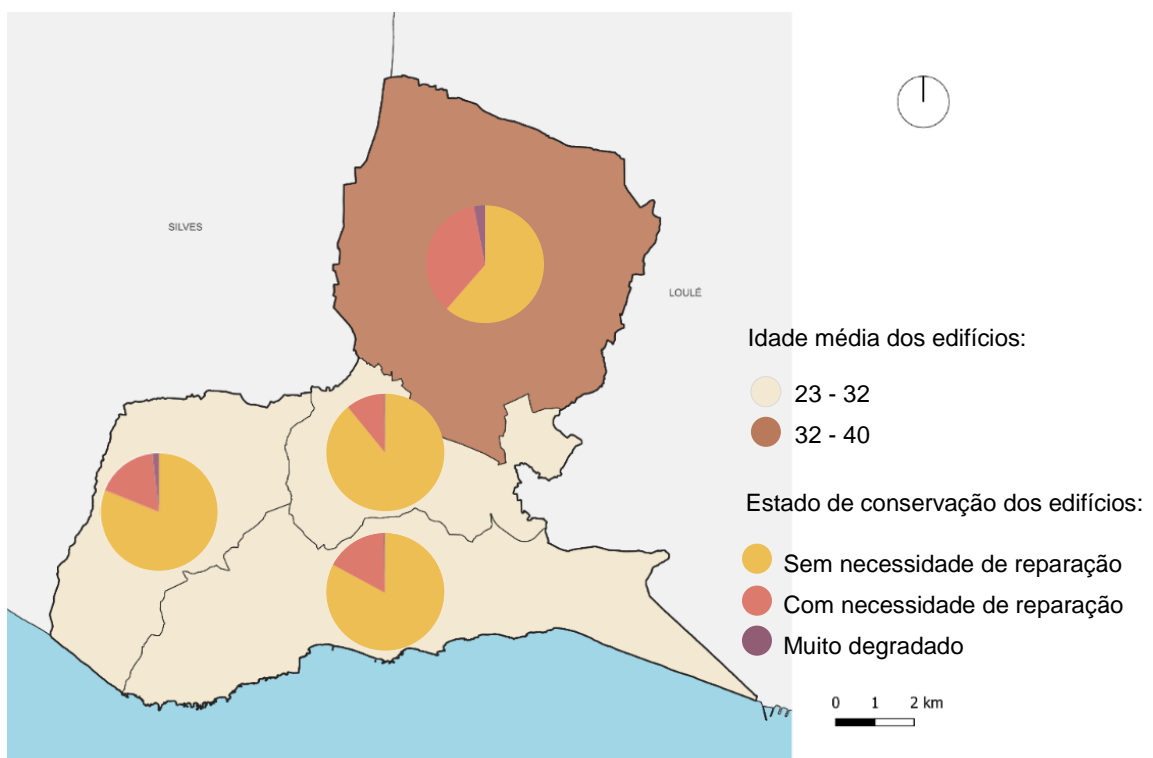 SILVES
LOULÉ
Idade média dos edifícios:
23 - 32
32 - 40
Estado de conservação dos edifícios:
Sem necessidade de reparação
Com necessidade de reparação
Muito degradado
0 1 2 km